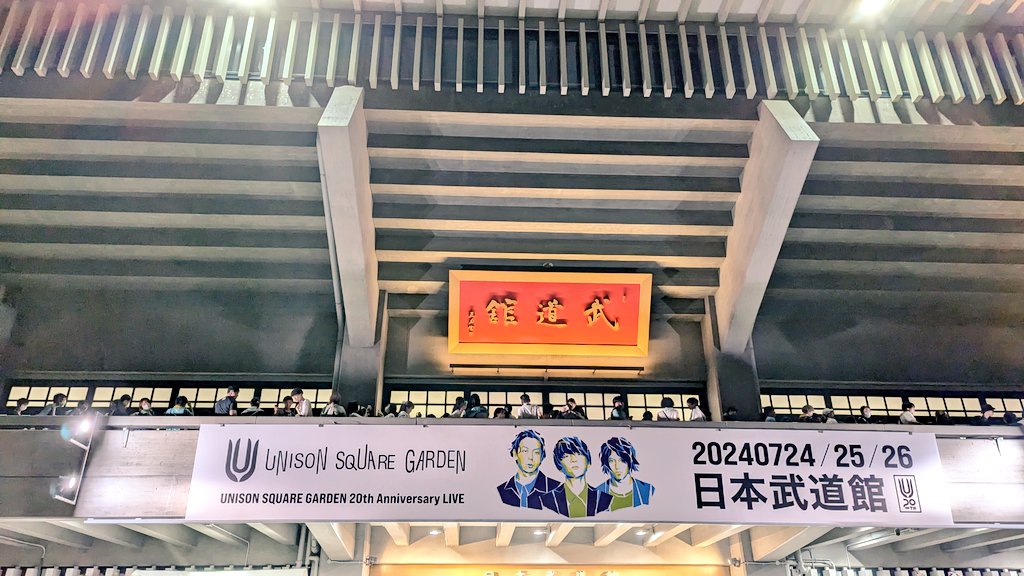 武道館
UNISON SQUARE GARDEN
UNISON SQUARE GARDEN 20th Anniversary LIVE
20240724/25/26
日本武道館
U
20TH